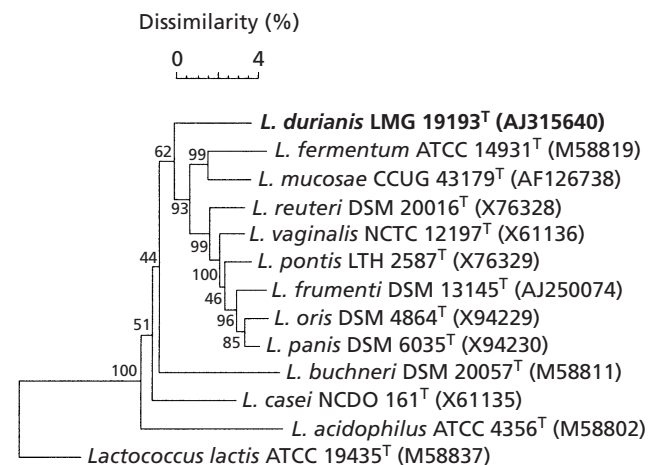 Dissimilarity (%)
0 4
L. durianis LMG 19193ᵀ (AJ315640)
62
99
L. fermentum ATCC 14931ᵀ (M58819)
L. mucosae CCUG 43179ᵀ (AF126738)
93
L. reuteri DSM 20016ᵀ (X76328)
99
L. vaginalis NCTC 12197ᵀ (X61136)
44
L. pontis LTH 2587ᵀ (X76329)
100
L. frumenti DSM 13145ᵀ (AJ250074)
46
L. oris DSM 4864ᵀ (X94229)
96
51
85
L. panis DSM 6035ᵀ (X94230)
100
L. buchneri DSM 20057ᵀ (M58811)
L. casei NCDO 161ᵀ (X61135)
L. acidophilus ATCC 4356ᵀ (M58802)
Lactococcus lactis ATCC 19435ᵀ (M58837)